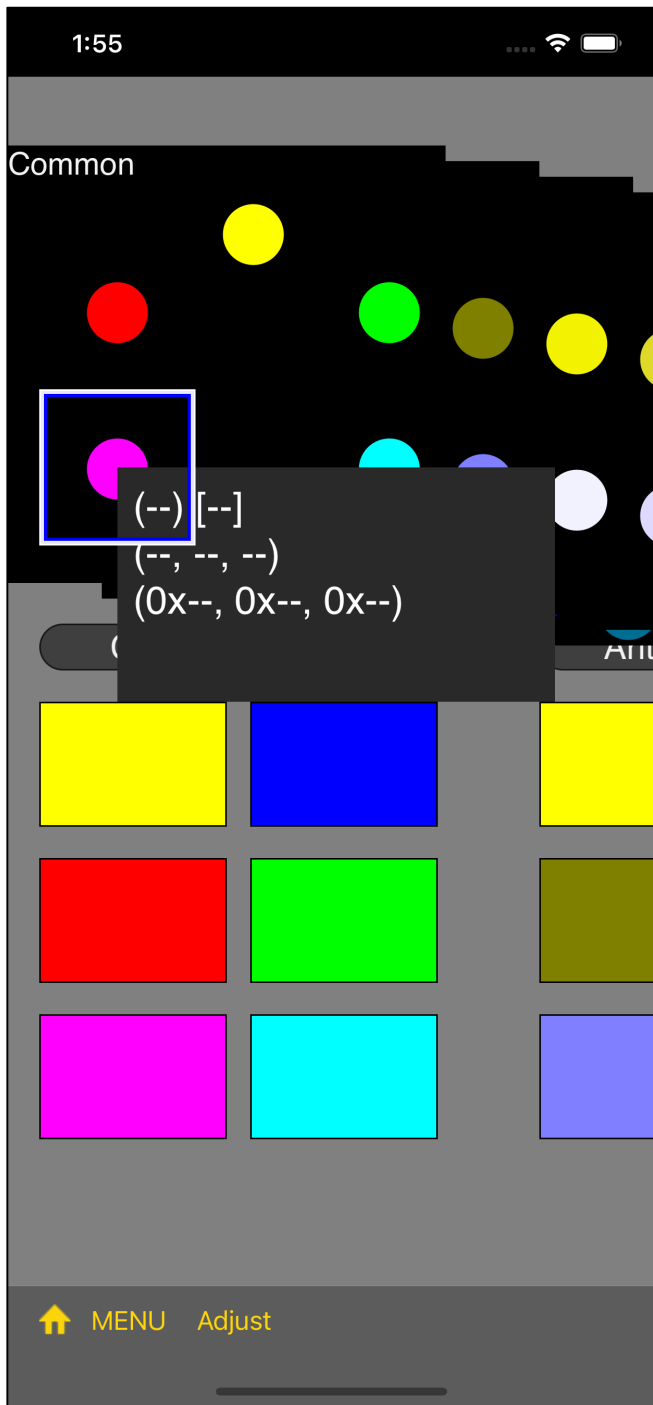 1:55
Common
(--) [--]
(--, --, --)
(0x--, 0x--, 0x--)
MENU Adjust